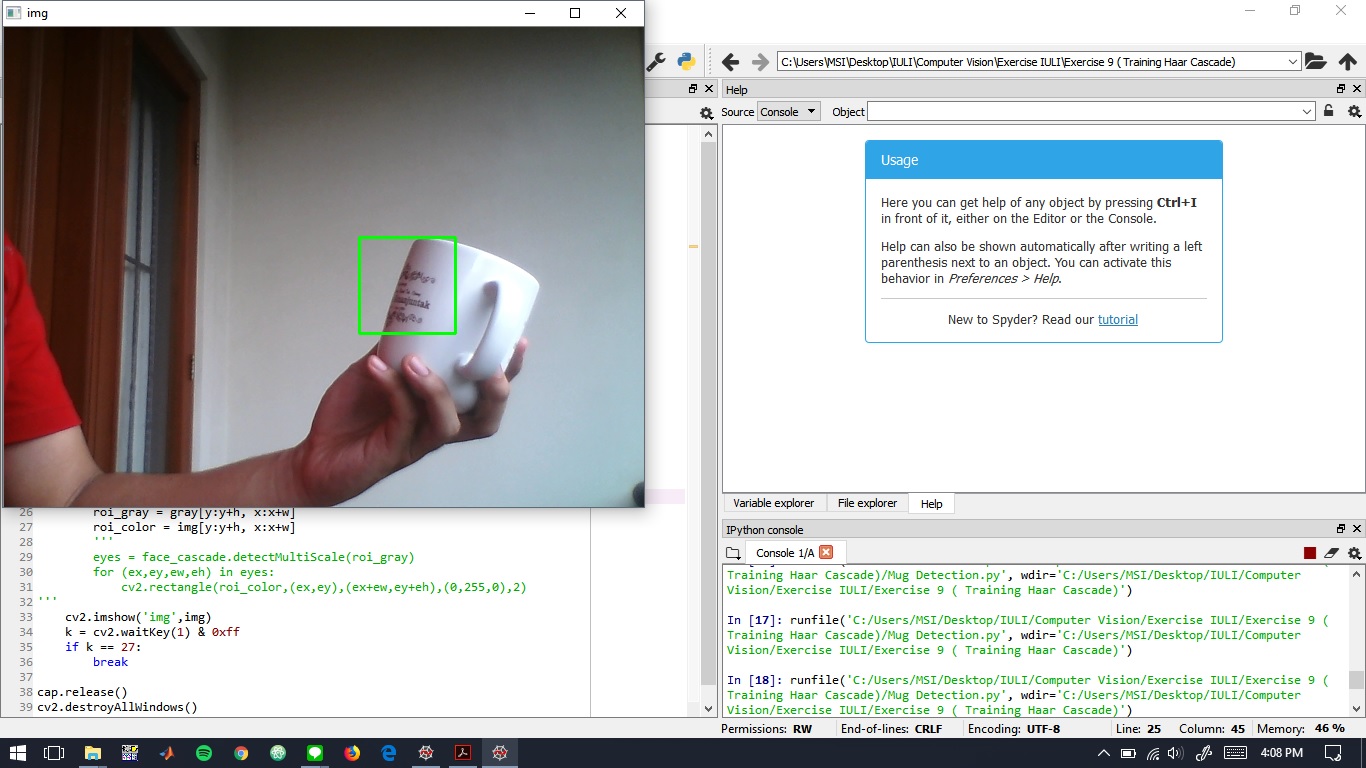 img
C:\Users\MSI\Desktop\IULI\Computer Vision\Exercise IULI\Exercise 9 ( Training Haar Cascade)
Help
Source Console Object
Usage
Here you can get help of any object by pressing Ctrl+I
in front of it, either on the Editor or the Console.
Help can also be shown automatically after writing a left
parenthesis next to an object. You can activate this
behavior in Preferences > Help.
New to Spyder? Read our tutorial
Variable explorer File explorer Help
26 roi_gray = gray[y:y+h, x:x+w]
27 roi_color = img[y:y+h, x:x+w]
28 '''
29 eyes = face_cascade.detectMultiScale(roi_gray)
30 for (ex,ey,ew,eh) in eyes:
31 cv2.rectangle(roi_color,(ex,ey),(ex+ew,ey+eh),(0,255,0),2)
32 '''
33 cv2.imshow('img',img)
34 k = cv2.waitKey(1) & 0xff
35 if k == 27:
36 break
37
38 cap.release()
39 cv2.destroyAllWindows()
IPython console
Console 1/A
Training Haar Cascade)/Mug Detection.py', wdir='C:/Users/MSI/Desktop/IULI/Computer
Vision/Exercise IULI/Exercise 9 ( Training Haar Cascade)')
In [17]: runfile('C:/Users/MSI/Desktop/IULI/Computer Vision/Exercise IULI/Exercise 9 (
Training Haar Cascade)/Mug Detection.py', wdir='C:/Users/MSI/Desktop/IULI/Computer
Vision/Exercise IULI/Exercise 9 ( Training Haar Cascade)')
In [18]: runfile('C:/Users/MSI/Desktop/IULI/Computer Vision/Exercise IULI/Exercise 9 (
Training Haar Cascade)/Mug Detection.py', wdir='C:/Users/MSI/Desktop/IULI/Computer
Vision/Exercise IULI/Exercise 9 ( Training Haar Cascade)')
Permissions: RW End-of-lines: CRLF Encoding: UTF-8 Line: 25 Column: 45 Memory: 46 %
4:08 PM